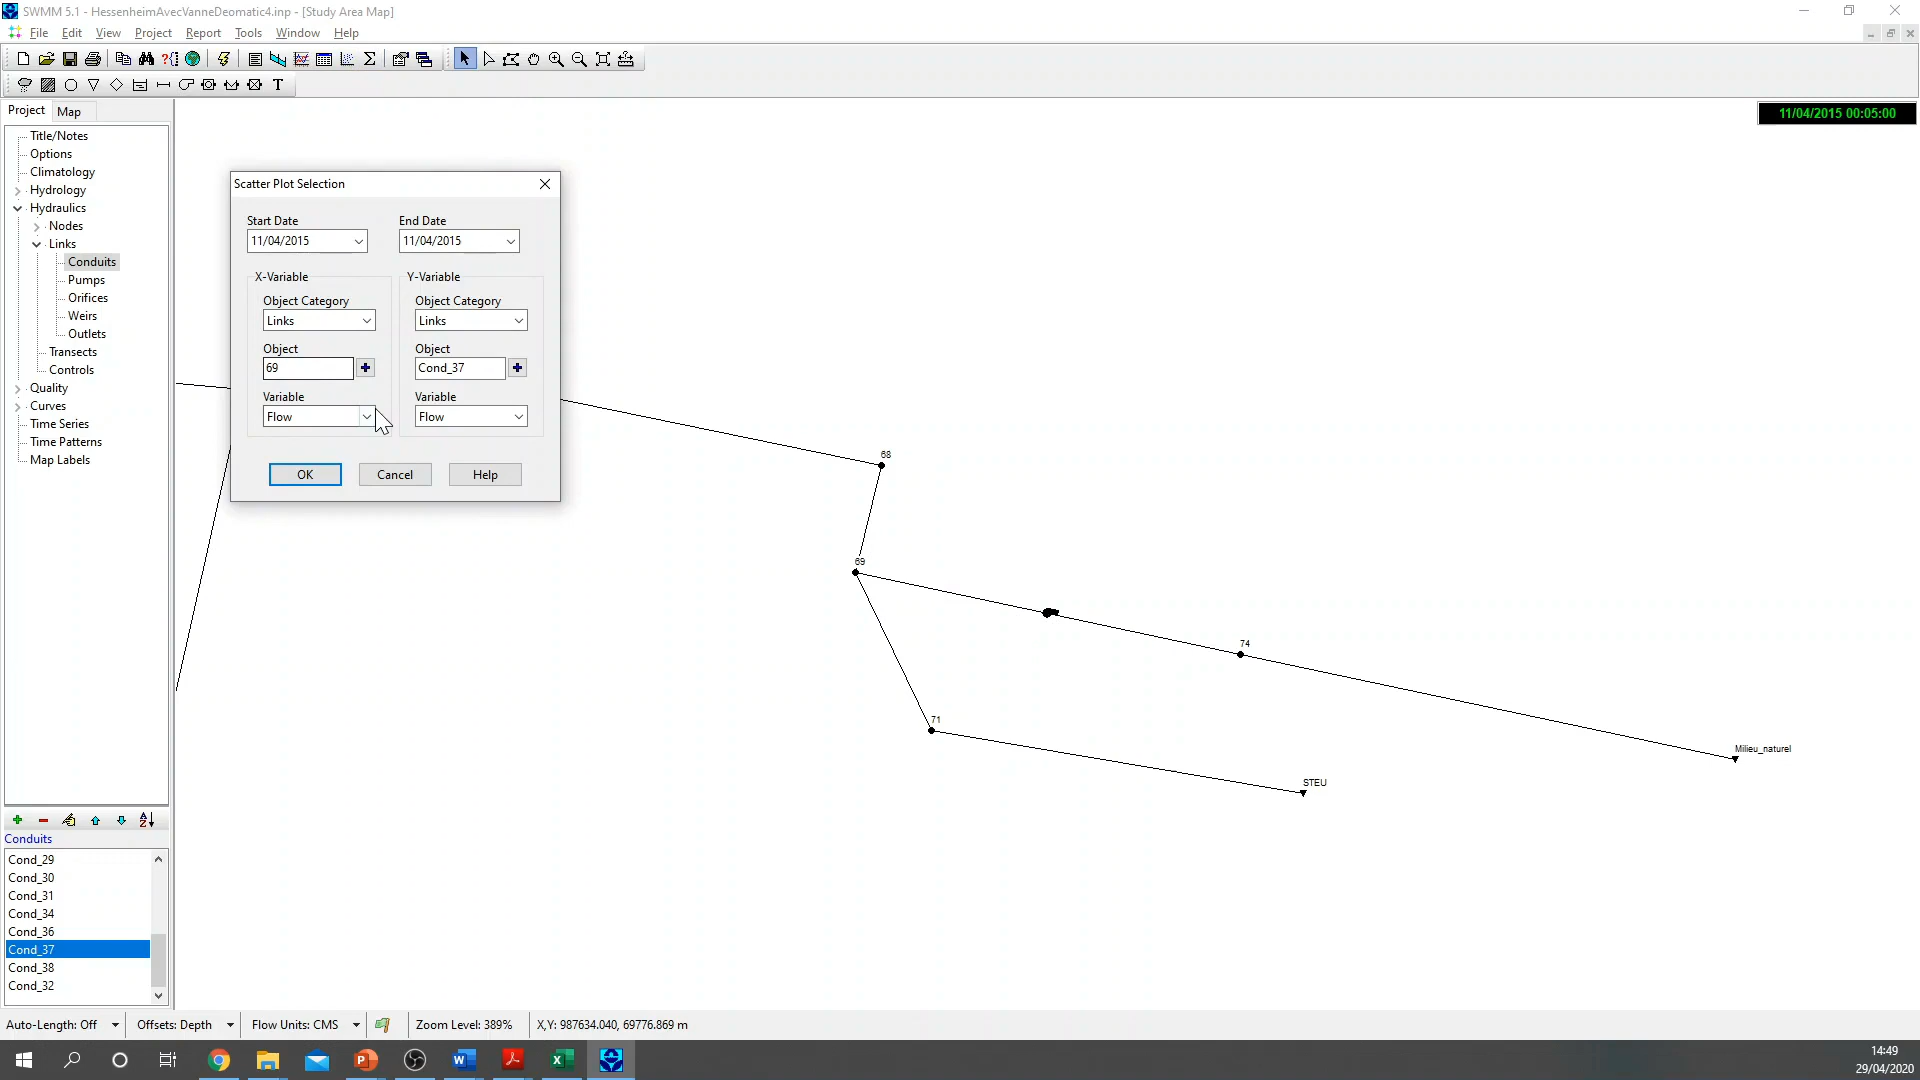 SWMM 5.1 - HessenheimAvecVanneDeomatic4.inp - [Study Area Map]
File Edit View Project Report Tools Window Help
Project Map
11/04/2015 00:05:00
Title/Notes
Options
Climatology
Hydrology
Hydraulics
Nodes
Links
Conduits
Pumps
Orifices
Weirs
Outlets
Transects
Controls
Quality
Curves
Time Series
Time Patterns
Map Labels
Scatter Plot Selection
Start Date End Date
11/04/2015 11/04/2015
X-Variable Y-Variable
Object Category Object Category
Links Links
Object Object
69 Cond_37
Variable Variable
Flow Flow
OK Cancel Help
68
69
74
71
Milieu_naturel
STEU
Conduits
Cond_29
Cond_30
Cond_31
Cond_34
Cond_36
Cond_37
Cond_38
Cond_32
Auto-Length: Off Offsets: Depth Flow Units: CMS Zoom Level: 389% X,Y: 987634.040, 69776.869 m
14:49
29/04/2020